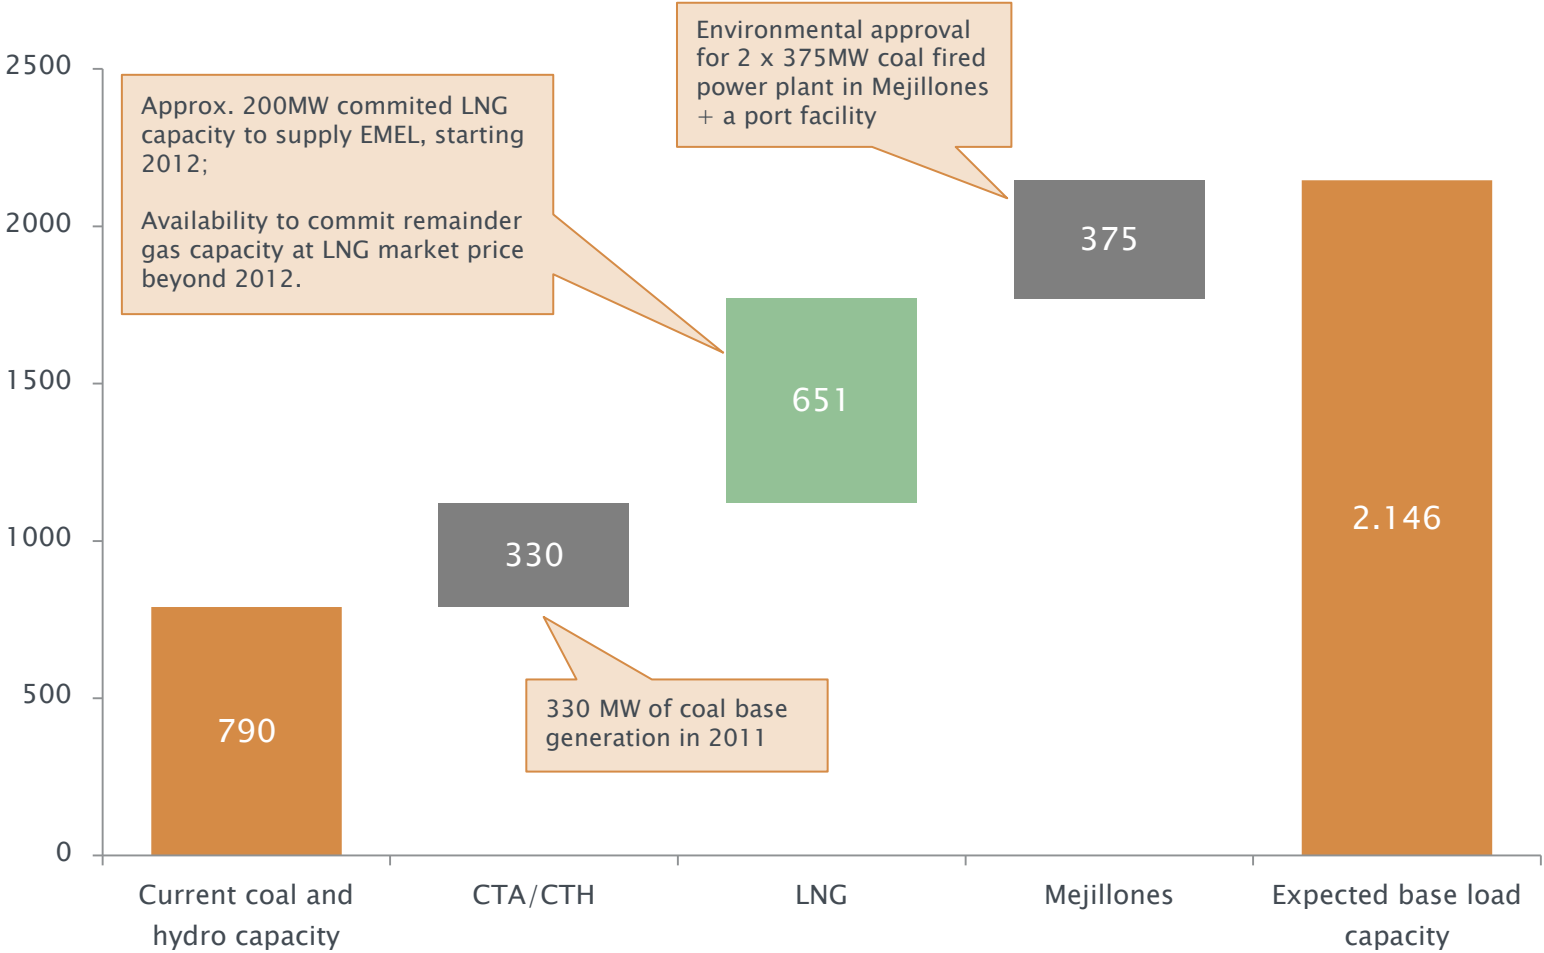 Environmental approval
for 2 x 375MW coal fired
power plant in Mejillones
+ a port facility
2500
Approx. 200MW commited LNG
capacity to supply EMEL, starting
2012;
Availability to commit remainder
gas capacity at LNG market price
beyond 2012.
2000
375
1500
651
1000
330
2.146
500
330 MW of coal base
generation in 2011
790
0
Current coal and
hydro capacity
CTA/CTH
LNG
Mejillones
Expected base load
capacity